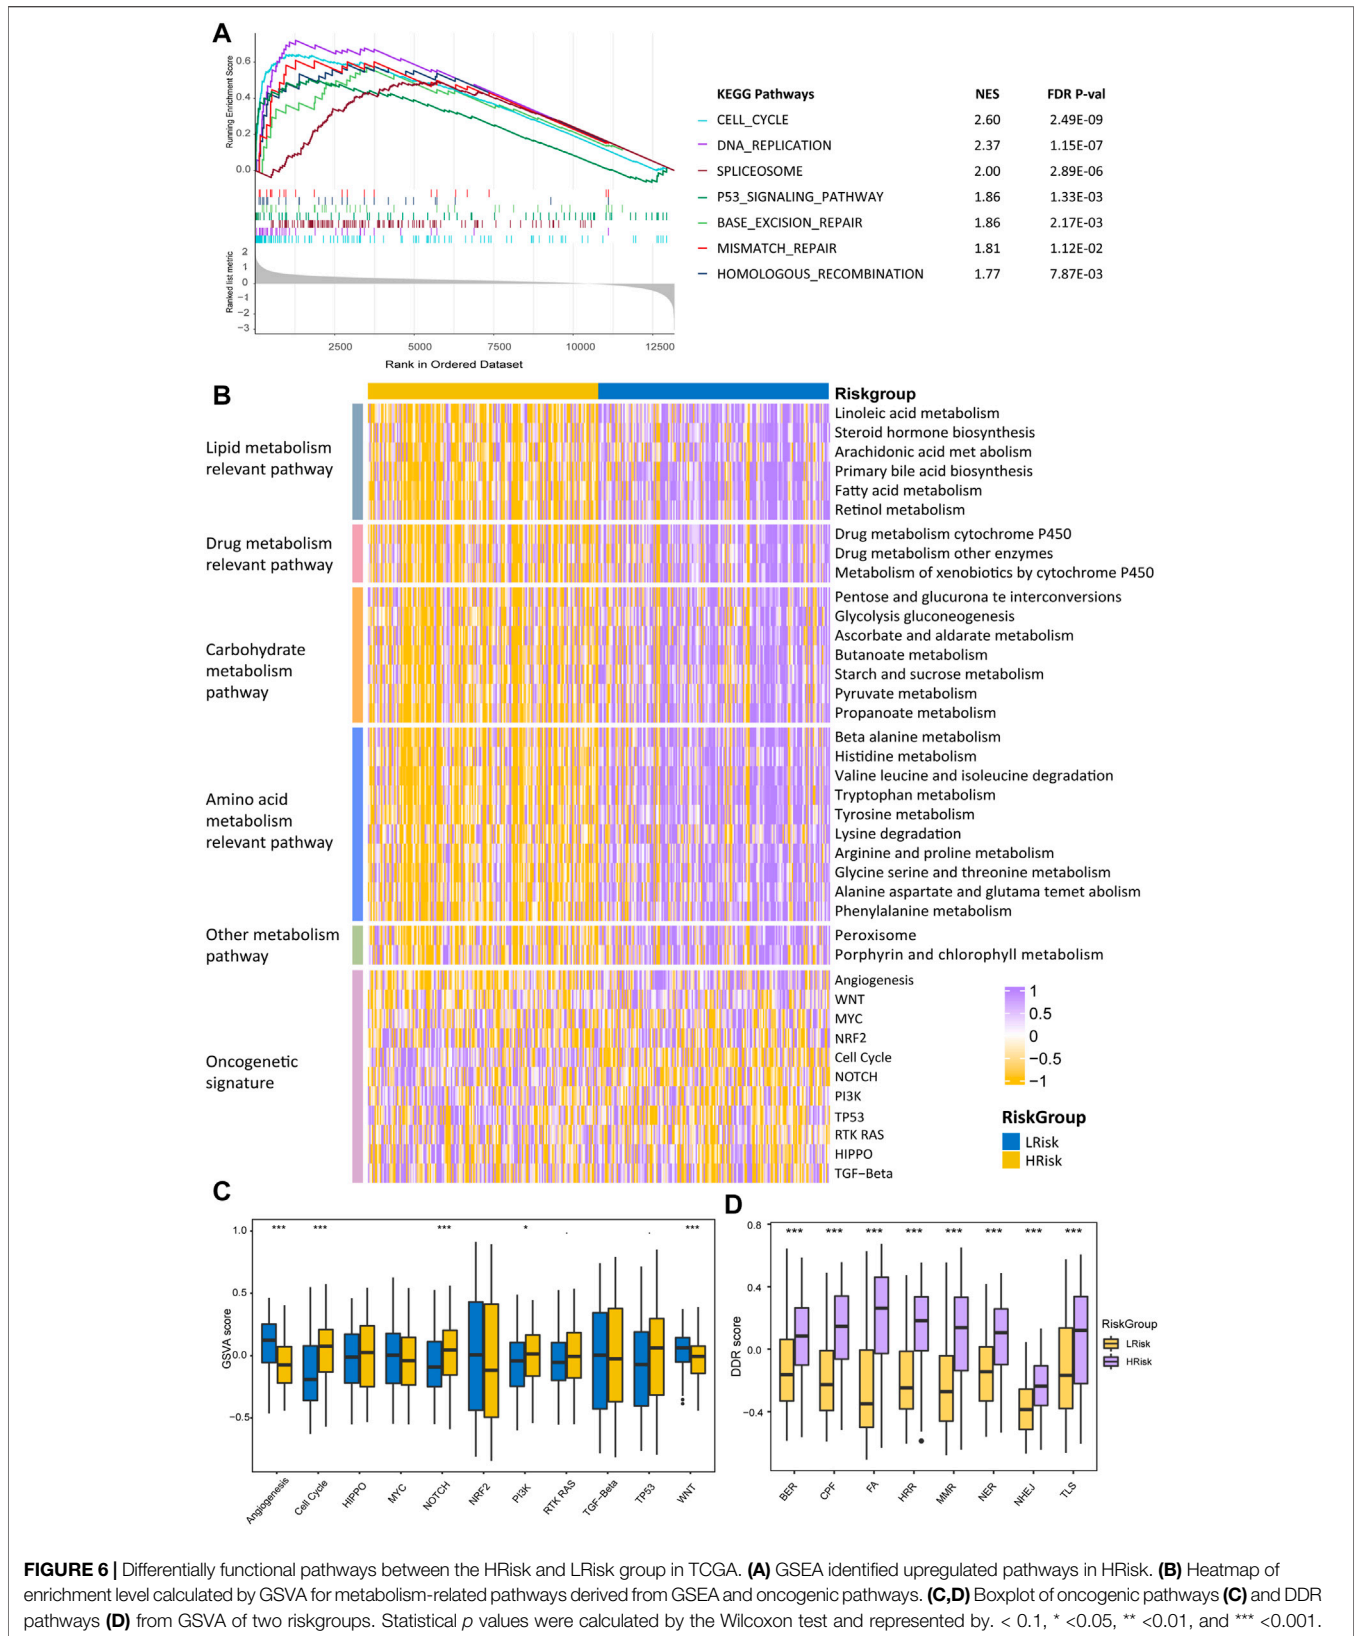 A
Running Enrichment Score
0.6
0.4
0.2
0.0
Ranked list metric
2
1
0
−1
−2
−3
2500 5000 7500 10000 12500
Rank in Ordered Dataset
KEGG Pathways NES FDR P-val
CELL_CYCLE 2.60 2.49E-09
DNA_REPLICATION 2.37 1.15E-07
SPLICEOSOME 2.00 2.89E-06
P53_SIGNALING_PATHWAY 1.86 1.33E-03
BASE_EXCISION_REPAIR 1.86 2.17E-03
MISMATCH_REPAIR 1.81 1.12E-02
HOMOLOGOUS_RECOMBINATION 1.77 7.87E-03
B
Riskgroup
Lipid metabolism
relevant pathway
Linoleic acid metabolism
Steroid hormone biosynthesis
Arachidonic acid met abolism
Primary bile acid biosynthesis
Fatty acid metabolism
Retinol metabolism
Drug metabolism
relevant pathway
Drug metabolism cytochrome P450
Drug metabolism other enzymes
Metabolism of xenobiotics by cytochrome P450
Carbohydrate
metabolism
pathway
Pentose and glucurona te interconversions
Glycolysis gluconeogenesis
Ascorbate and aldarate metabolism
Butanoate metabolism
Starch and sucrose metabolism
Pyruvate metabolism
Propanoate metabolism
Amino acid
metabolism
relevant pathway
Beta alanine metabolism
Histidine metabolism
Valine leucine and isoleucine degradation
Tryptophan metabolism
Tyrosine metabolism
Lysine degradation
Arginine and proline metabolism
Glycine serine and threonine metabolism
Alanine aspartate and glutama temet abolism
Phenylalanine metabolism
Other metabolism
pathway
Peroxisome
Porphyrin and chlorophyll metabolism
Oncogenetic
signature
Angiogenesis
WNT
MYC
NRF2
Cell Cycle
NOTCH
PI3K
TP53
RTK RAS
HIPPO
TGF−Beta
1
0.5
0
−0.5
−1
RiskGroup
LRisk
HRisk
C
GSVA score
1.0
0.5
0.0
−0.5
*** *** *** * . . ***
Angiogenesis Cell Cycle HIPPO MYC NOTCH NRF2 PI3K RTK RAS TGF−Beta TP53 WNT
D
DDR score
0.8
0.4
0.0
−0.4
*** *** *** *** *** *** *** ***
BER CPF FA HRR MMR NER NHEJ TLS
RiskGroup
LRisk
HRisk
FIGURE 6 | Differentially functional pathways between the HRisk and LRisk group in TCGA. (A) GSEA identified upregulated pathways in HRisk. (B) Heatmap of
enrichment level calculated by GSVA for metabolism-related pathways derived from GSEA and oncogenic pathways. (C,D) Boxplot of oncogenic pathways (C) and DDR
pathways (D) from GSVA of two riskgroups. Statistical p values were calculated by the Wilcoxon test and represented by. < 0.1, * <0.05, ** <0.01, and *** <0.001.